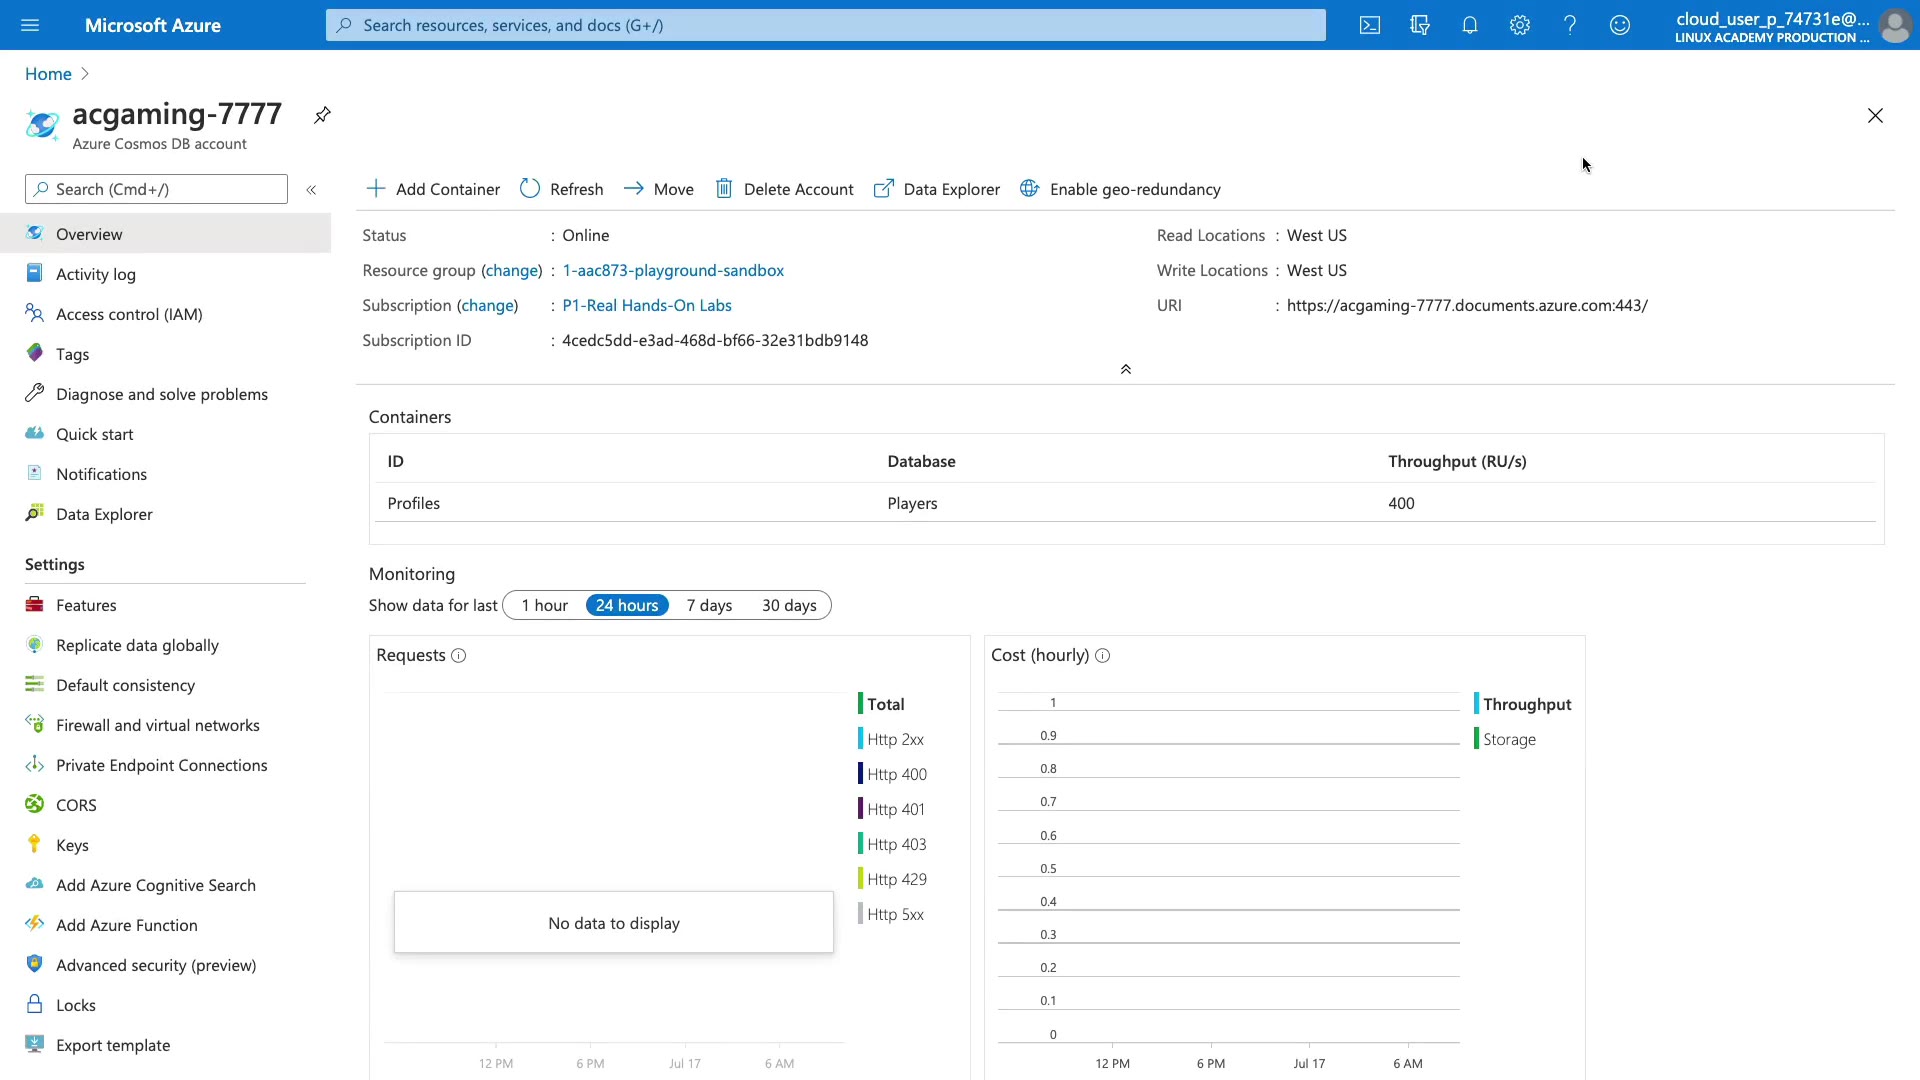 Microsoft Azure
Search resources, services, and docs (G+/)
cloud_user_p_74731e@...
LINUX ACADEMY PRODUCTION ...
Home
acgaming-7777
Azure Cosmos DB account
Search (Cmd+/)
Overview
Activity log
Access control (IAM)
Tags
Diagnose and solve problems
Quick start
Notifications
Data Explorer
Settings
Features
Replicate data globally
Default consistency
Firewall and virtual networks
Private Endpoint Connections
CORS
Keys
Add Azure Cognitive Search
Add Azure Function
Advanced security (preview)
Locks
Export template
Add Container Refresh Move Delete Account Data Explorer Enable geo-redundancy
Status : Online
Resource group (change) : 1-aac873-playground-sandbox
Subscription (change) : P1-Real Hands-On Labs
Subscription ID : 4cedc5dd-e3ad-468d-bf66-32e31bdb9148
Read Locations : West US
Write Locations : West US
URI : https://acgaming-7777.documents.azure.com:443/
Containers
ID Database Throughput (RU/s)
Profiles Players 400
Monitoring
Show data for last 1 hour 24 hours 7 days 30 days
Requests
Total
Http 2xx
Http 400
Http 401
Http 403
Http 429
Http 5xx
No data to display
12 PM 6 PM Jul 17 6 AM
Cost (hourly)
1
0.9
0.8
0.7
0.6
0.5
0.4
0.3
0.2
0.1
0
12 PM 6 PM Jul 17 6 AM
Throughput
Storage